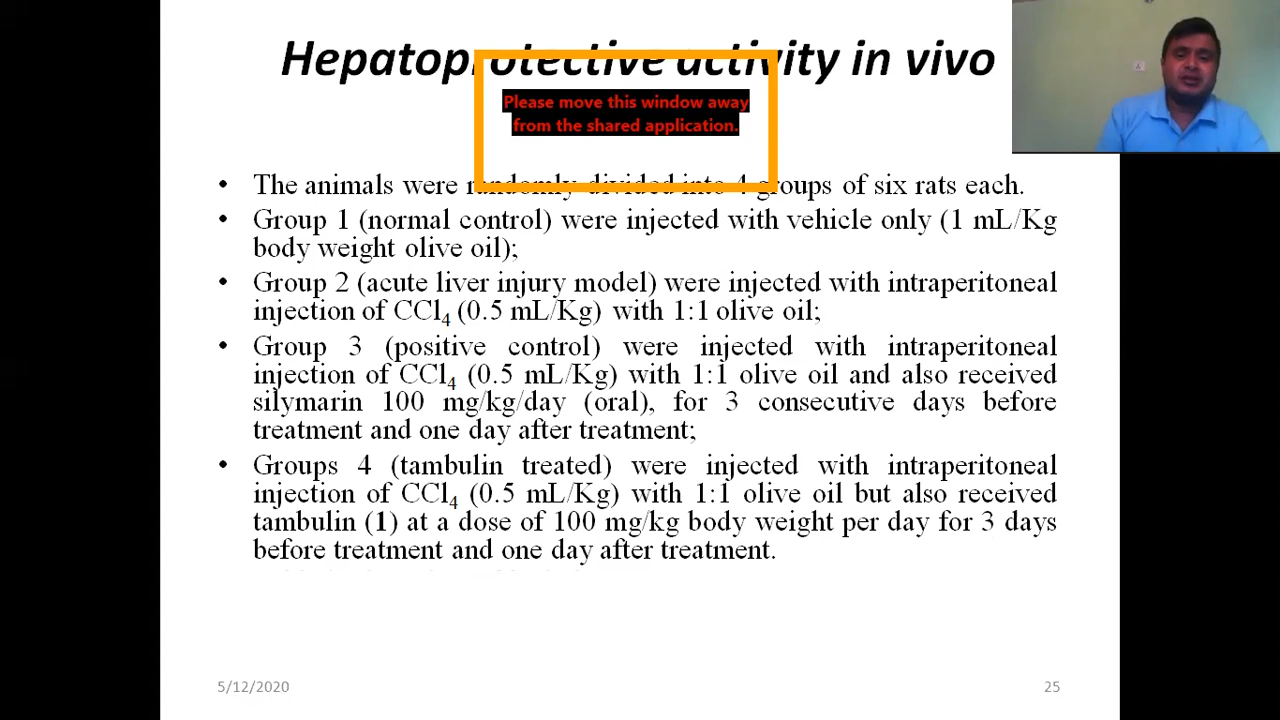 Hepatoprotective activity in vivo
Please move this window away
from the shared application.
• The animals were randomly divided into 4 groups of six rats each.
• Group 1 (normal control) were injected with vehicle only (1 mL/Kg
body weight olive oil);
• Group 2 (acute liver injury model) were injected with intraperitoneal
injection of CCl₄ (0.5 mL/Kg) with 1:1 olive oil;
• Group 3 (positive control) were injected with intraperitoneal
injection of CCl₄ (0.5 mL/Kg) with 1:1 olive oil and also received
silymarin 100 mg/kg/day (oral), for 3 consecutive days before
treatment and one day after treatment;
• Groups 4 (tambulin treated) were injected with intraperitoneal
injection of CCl₄ (0.5 mL/Kg) with 1:1 olive oil but also received
tambulin (1) at a dose of 100 mg/kg body weight per day for 3 days
before treatment and one day after treatment.
5/12/2020
25